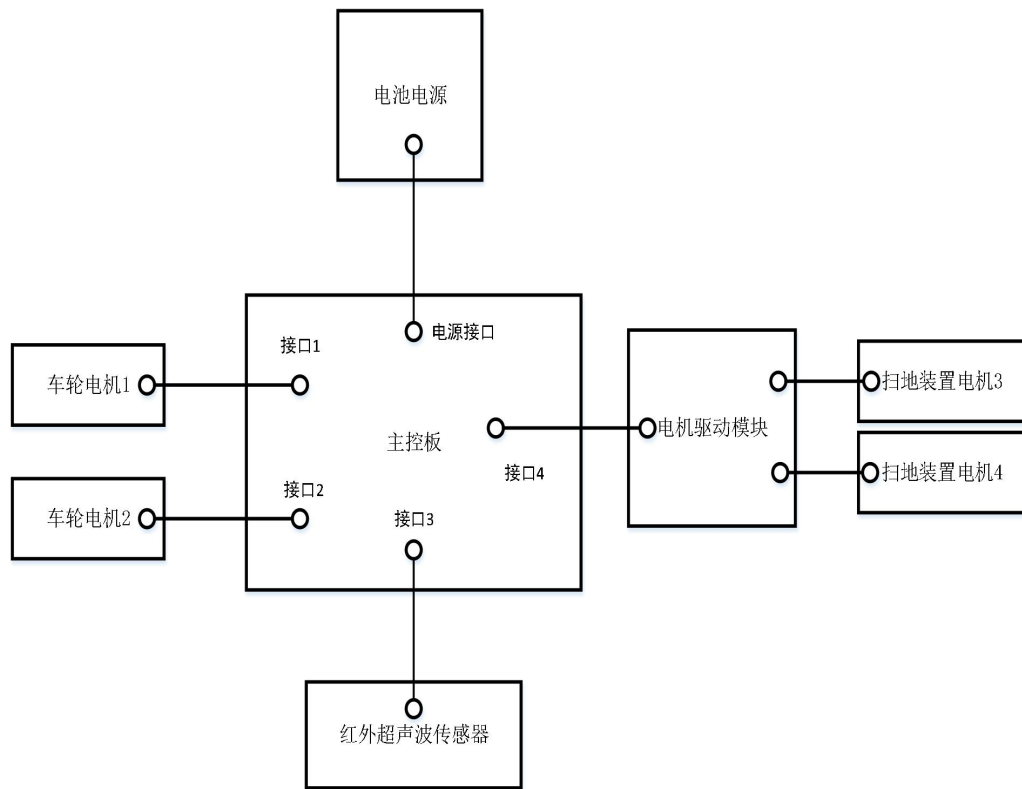 电池电源
电源接口
接口1
车轮电机1
扫地装置电机3
主控板
电机驱动模块
接口4
扫地装置电机4
接口2
车轮电机2
接口3
红外超声波传感器